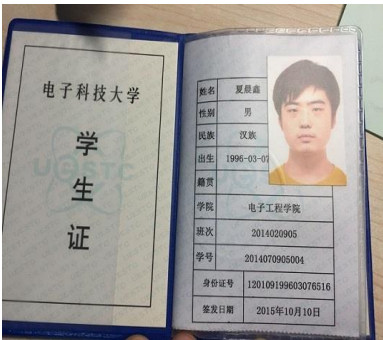 电子科技大学
学
生
证
UESTC
姓名 夏晨鑫
性别 男
民族 汉族
出生 1996-03-07
籍贯
学院 电子工程学院
班次 2014020905
学号 2014070905004
身份证号 120109199603076516
签发日期 2015年10月10日